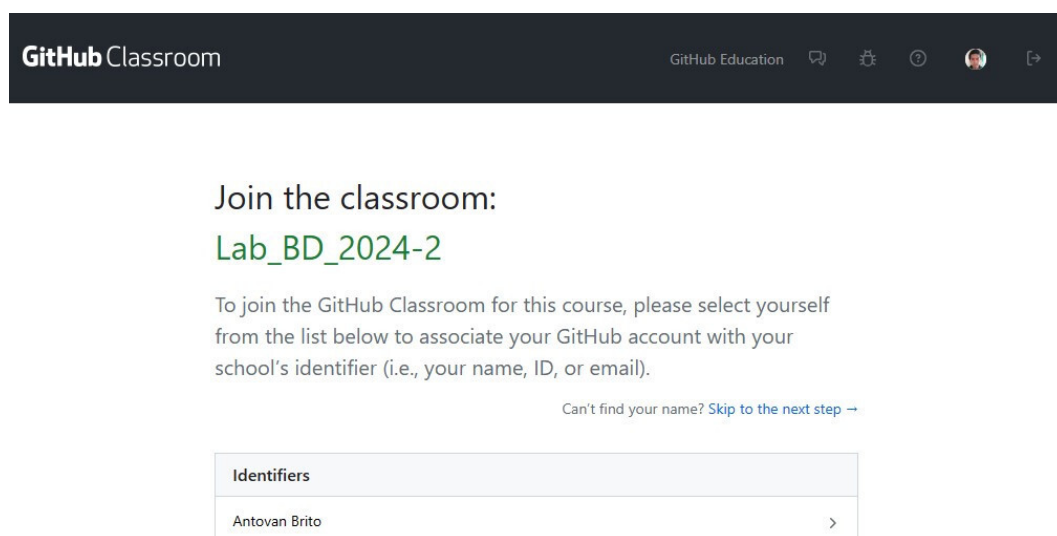 GitHub Classroom
GitHub Education
Join the classroom:
Lab_BD_2024-2
To join the GitHub Classroom for this course, please select yourself
from the list below to associate your GitHub account with your
school's identifier (i.e., your name, ID, or email).
Can't find your name? Skip to the next step →
Identifiers
Antovan Brito